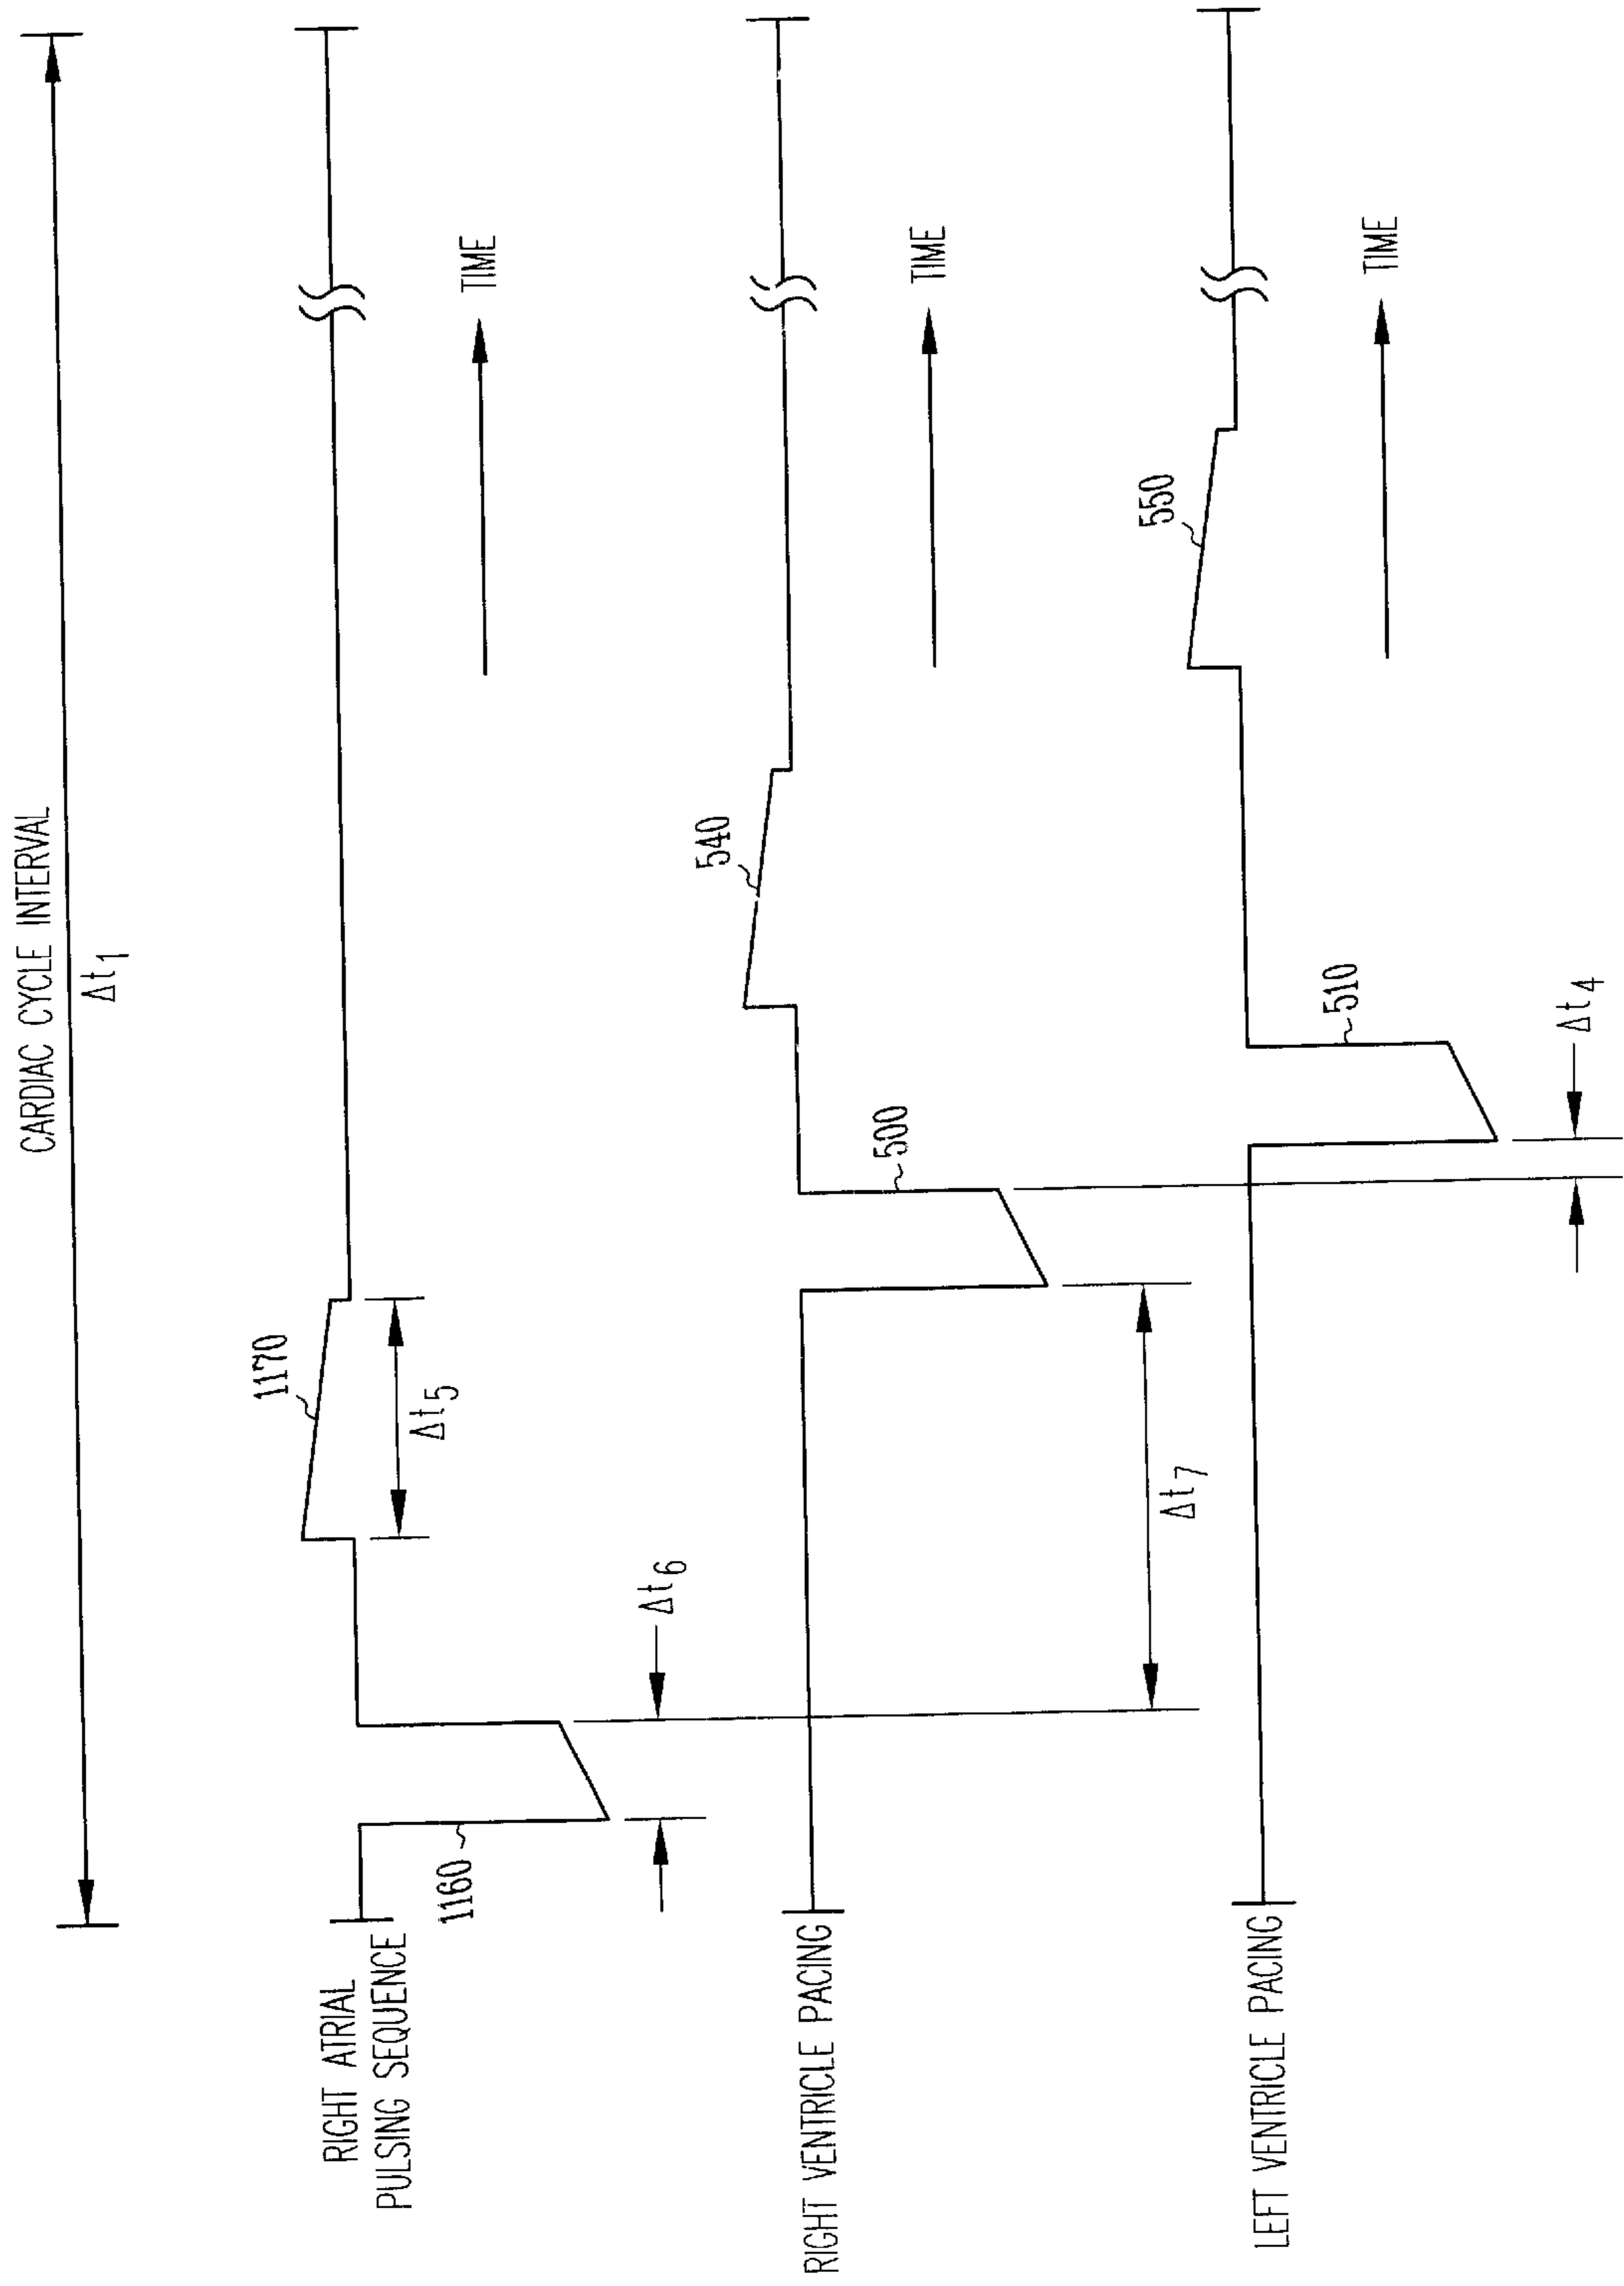 CARDIAC CYCLE INTERVAL
Δt1
RIGHT ATRIAL
PULSING SEQUENCE
1160
1170
Δt5
Δt6
TIME
RIGHT VENTRICLE PACING
500
540
Δt7
TIME
LEFT VENTRICLE PACING
510
550
Δt4
TIME